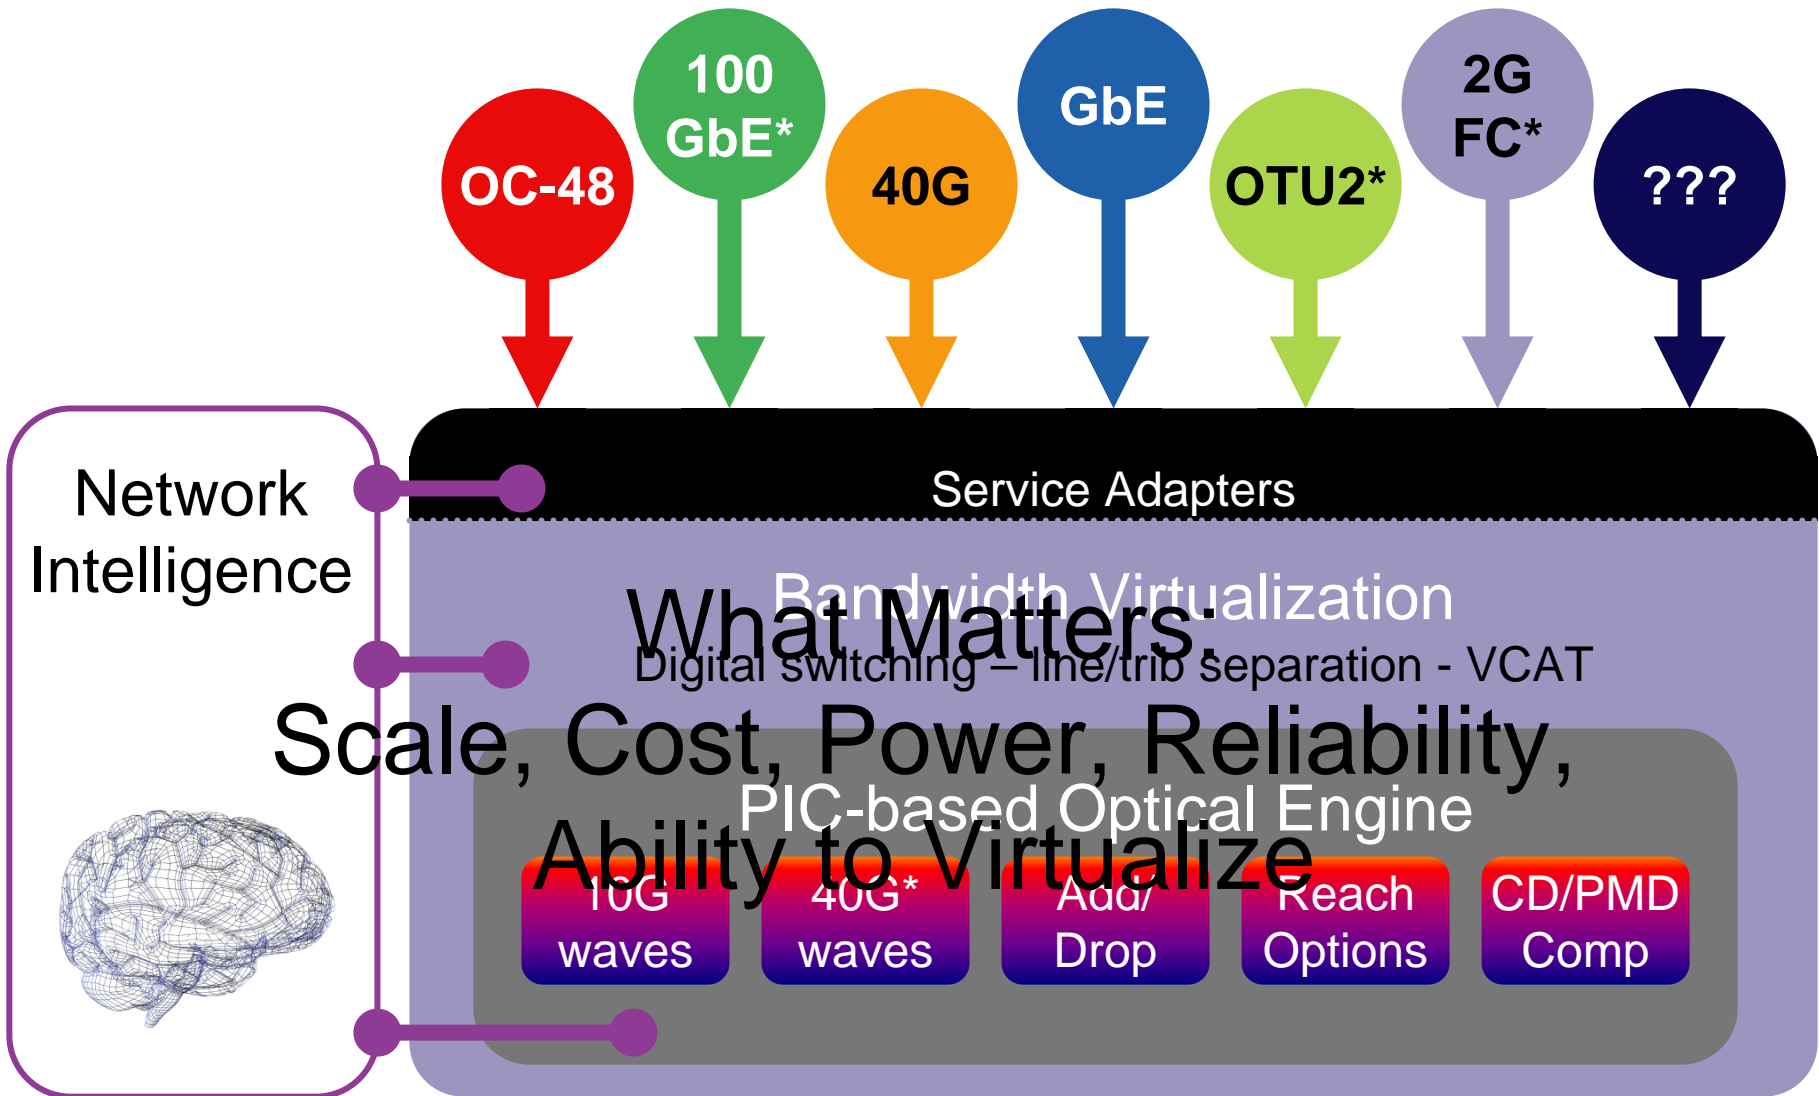 100
GbE*
GbE
2G
FC*
OC-48
40G
OTU2*
???
Network
Intelligence
Service Adapters
Bandwidth Virtualization
Digital switching – line/trib separation - VCAT
What Matters:
Scale, Cost, Power, Reliability,
Ability to Virtualize
PIC-based Optical Engine
10G
waves
40G*
waves
Add/
Drop
Reach
Options
CD/PMD
Comp